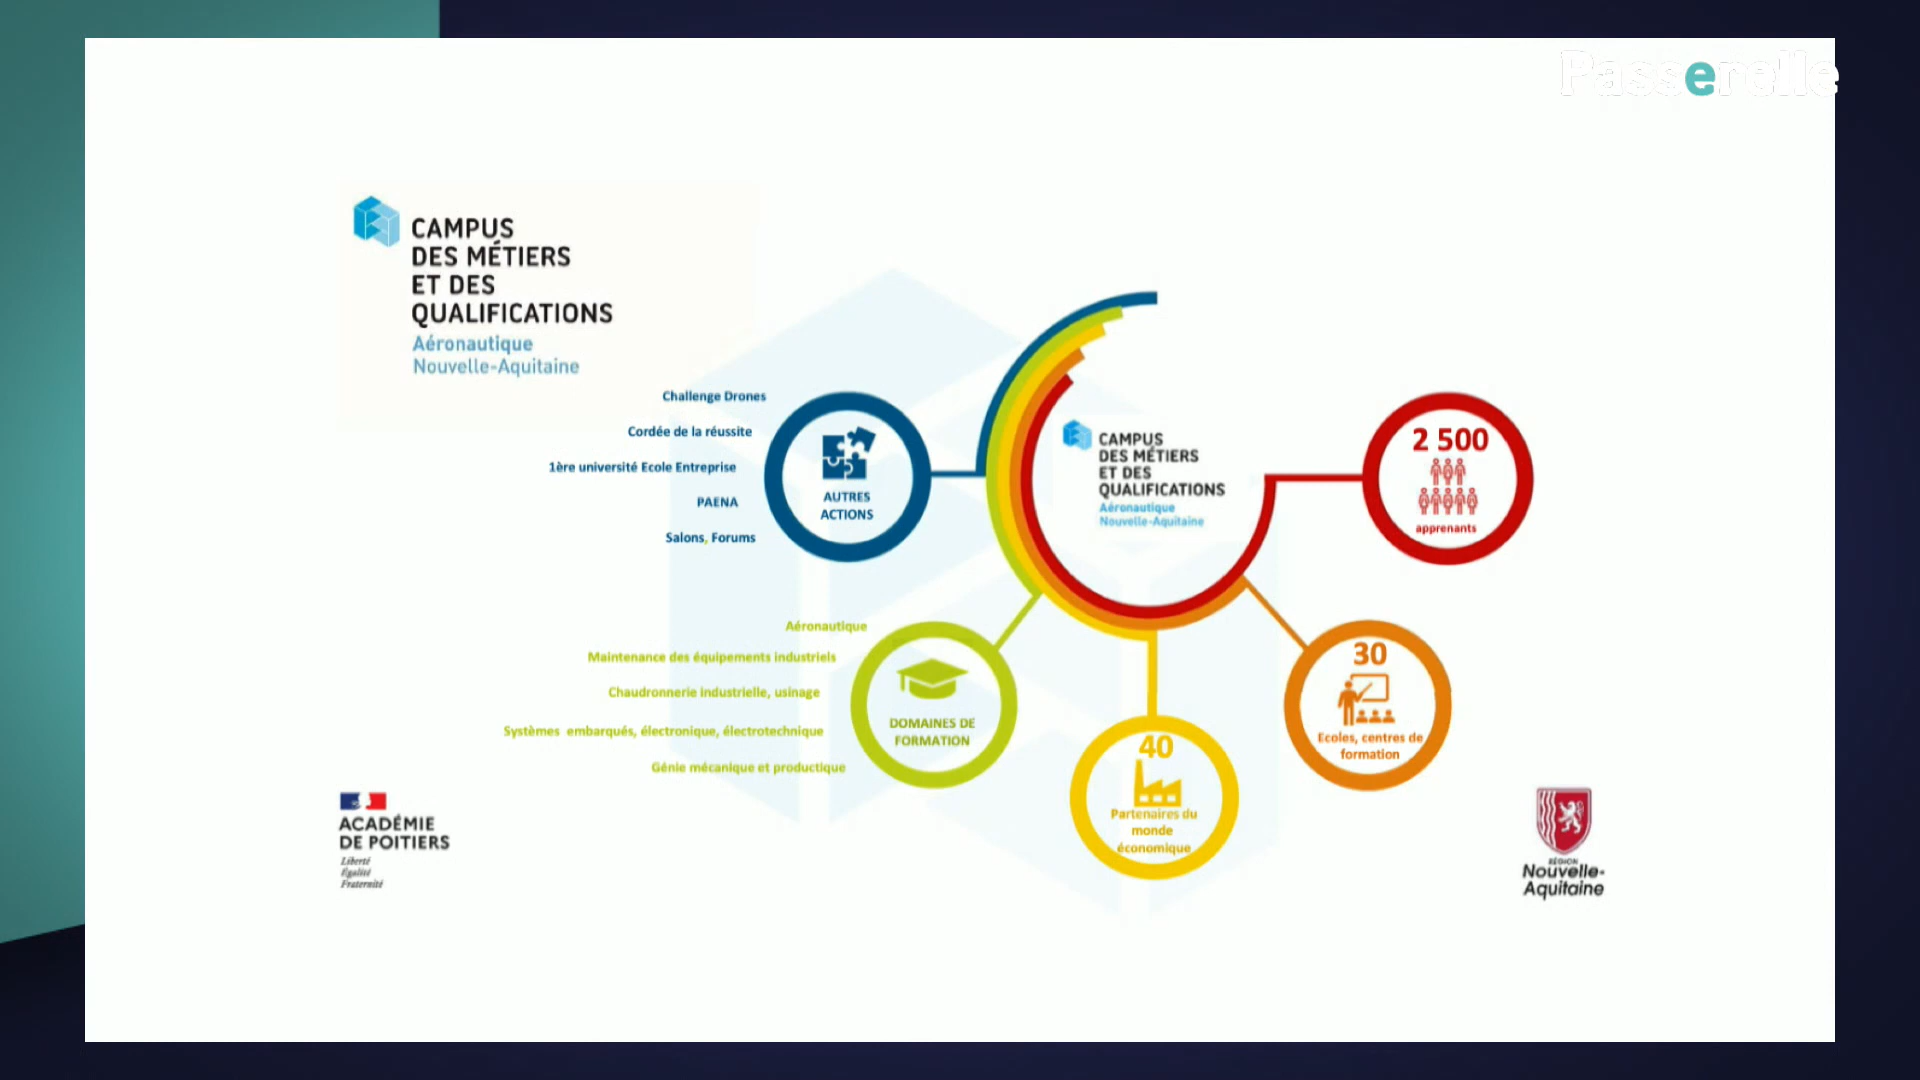 Passerelle
CAMPUS
DES MÉTIERS
ET DES
QUALIFICATIONS
Aéronautique
Nouvelle-Aquitaine
Challenge Drones
Cordée de la réussite
1ère université Ecole Entreprise
PAENA
Salons, Forums
AUTRES
ACTIONS
CAMPUS
DES MÉTIERS
ET DES
QUALIFICATIONS
Aéronautique
Nouvelle-Aquitaine
2 500
apprenants
Aéronautique
Maintenance des équipements industriels
Chaudronnerie industrielle, usinage
Systèmes embarqués, électronique, électrotechnique
Génie mécanique et productique
DOMAINES DE
FORMATION
40
Partenaires du
monde
économique
30
Ecoles, centres de
formation
ACADÉMIE
DE POITIERS
Liberté
Égalité
Fraternité
RÉGION
Nouvelle-
Aquitaine